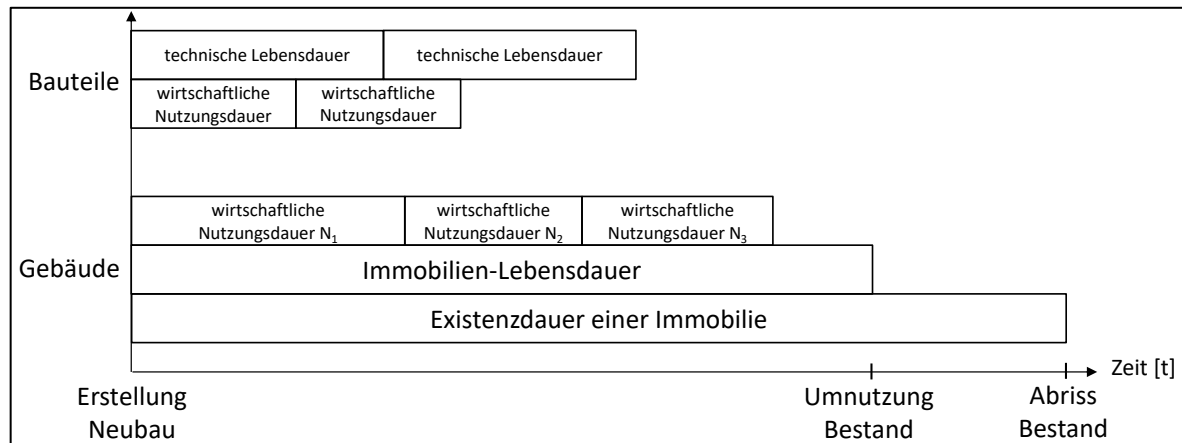 technische Lebensdauer
technische Lebensdauer
Bauteile
wirtschaftliche
Nutzungsdauer
wirtschaftliche
Nutzungsdauer
wirtschaftliche
Nutzungsdauer N₁
wirtschaftliche
Nutzungsdauer N₂
wirtschaftliche
Nutzungsdauer N₃
Gebäude
Immobilien-Lebensdauer
Existenzdauer einer Immobilie
Zeit [t]
Erstellung
Neubau
Umnutzung
Bestand
Abriss
Bestand